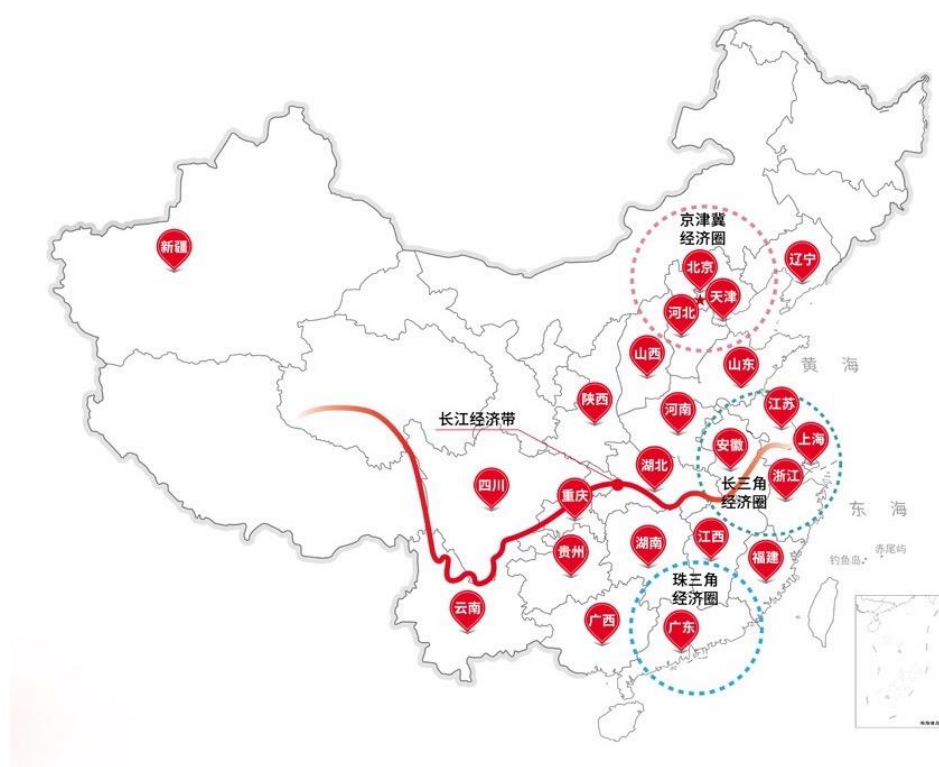 京津冀
经济圈
北京
辽宁
新疆
天津
河北
山西
山东
黄 海
陕西
河南
江苏
长江经济带
上海
安徽
湖北
浙江
四川
长三角
经济圈
重庆
东 海
江西
湖南
贵州
福建
赤尾屿
钓鱼岛
珠三角
经济圈
云南
广西
广东
南海诸岛